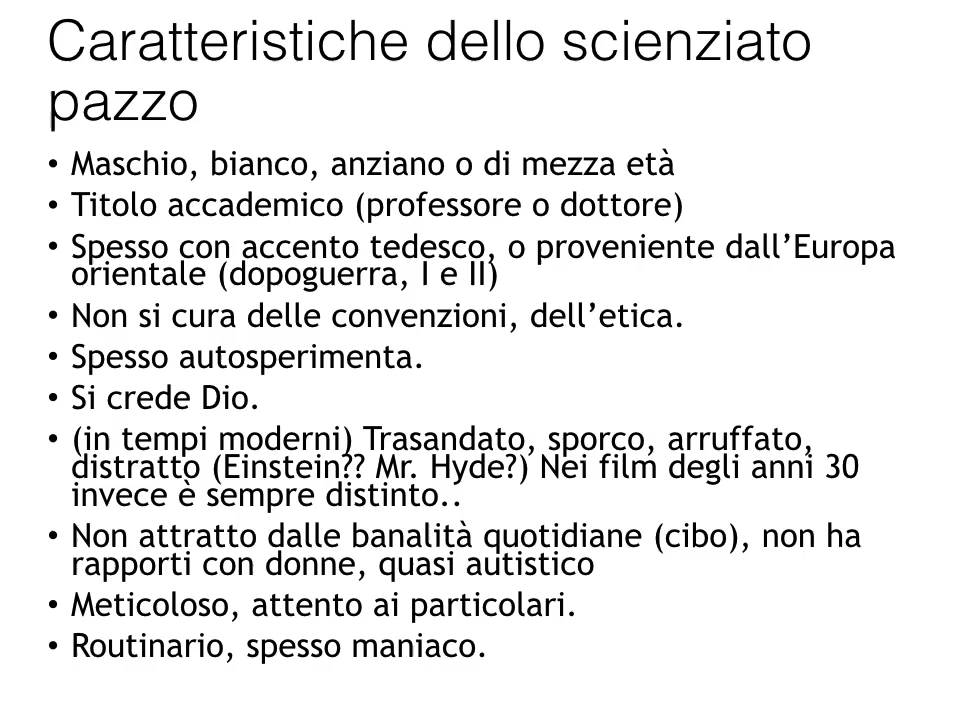 Caratteristiche dello scienziato
pazzo
• Maschio, bianco, anziano o di mezza età
• Titolo accademico (professore o dottore)
• Spesso con accento tedesco, o proveniente dall’Europa
orientale (dopoguerra, I e II)
• Non si cura delle convenzioni, dell’etica.
• Spesso autosperimenta.
• Si crede Dio.
• (in tempi moderni) Trasandato, sporco, arruffato,
distratto (Einstein?? Mr. Hyde?) Nei film degli anni 30
invece è sempre distinto..
• Non attratto dalle banalità quotidiane (cibo), non ha
rapporti con donne, quasi autistico
• Meticoloso, attento ai particolari.
• Routinario, spesso maniaco.